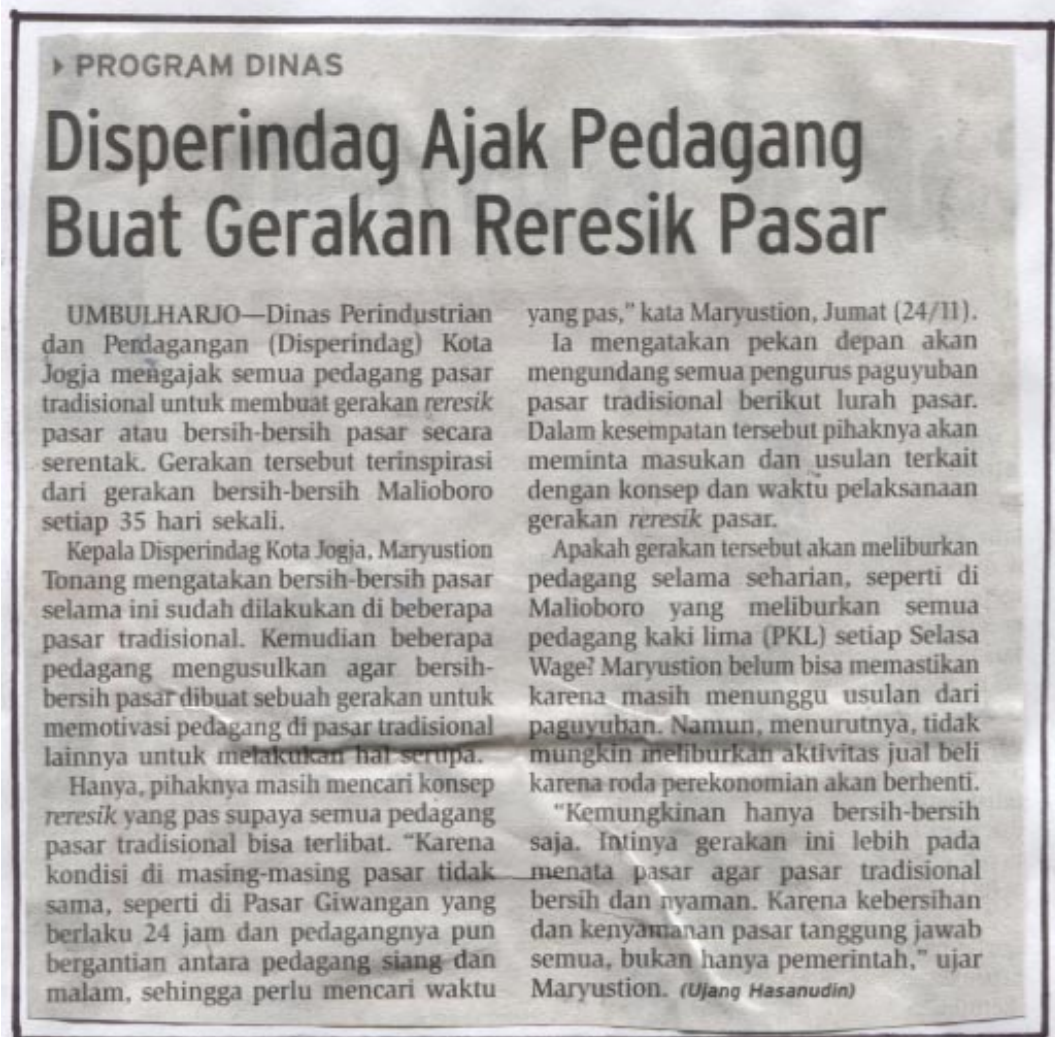 PROGRAM DINAS
Disperindag Ajak Pedagang
Buat Gerakan Reresik Pasar
UMBULHARJO—Dinas Perindustrian
dan Perdagangan (Disperindag) Kota
Jogja mengajak semua pedagang pasar
tradisional untuk membuat gerakan reresik
pasar atau bersih-bersih pasar secara
serentak. Gerakan tersebut terinspirasi
dari gerakan bersih-bersih Malioboro
setiap 35 hari sekali.
Kepala Disperindag Kota Jogja, Maryustion
Tonang mengatakan bersih-bersih pasar
selama ini sudah dilakukan di beberapa
pasar tradisional. Kemudian beberapa
pedagang mengusulkan agar bersih-
bersih pasar dibuat sebuah gerakan untuk
memotivasi pedagang di pasar tradisional
lainnya untuk melakukan hal serupa.
Hanya, pihaknya masih mencari konsep
reresik yang pas supaya semua pedagang
pasar tradisional bisa terlibat. “Karena
kondisi di masing-masing pasar tidak
sama, seperti di Pasar Giwangan yang
berlaku 24 jam dan pedagangnya pun
bergantian antara pedagang siang dan
malam, sehingga perlu mencari waktu
yang pas,” kata Maryustion, Jumat (24/11).
Ia mengatakan pekan depan akan
mengundang semua pengurus paguyuban
pasar tradisional berikut lurah pasar.
Dalam kesempatan tersebut pihaknya akan
meminta masukan dan usulan terkait
dengan konsep dan waktu pelaksanaan
gerakan reresik pasar.
Apakah gerakan tersebut akan meliburkan
pedagang selama seharian, seperti di
Malioboro yang meliburkan semua
pedagang kaki lima (PKL) setiap Selasa
Wage? Maryustion belum bisa memastikan
karena masih menunggu usulan dari
paguyuban. Namun, menurutnya, tidak
mungkin meliburkan aktivitas jual beli
karena roda perekonomian akan berhenti.
“Kemungkinan hanya bersih-bersih
saja. Intinya gerakan ini lebih pada
menata pasar agar pasar tradisional
bersih dan nyaman. Karena kebersihan
dan kenyamanan pasar tanggung jawab
semua, bukan hanya pemerintah,” ujar
Maryustion. (Ujang Hasanudin)